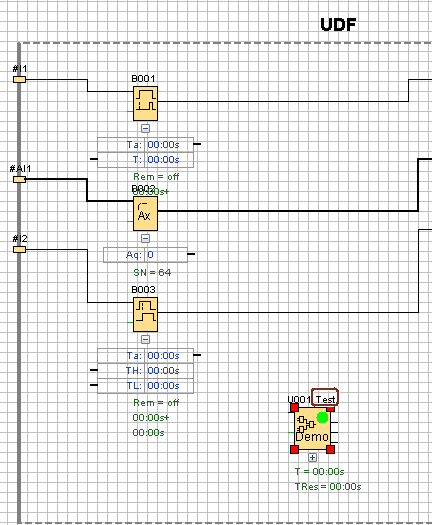 UDF
#I1
B001
Ta: 00:00s
T: 00:00s
Rem = off
00:00s+
#AI1
B002
Ax
Aq: 0
SN = 64
#I2
B003
Ta: 00:00s
TH: 00:00s
TL: 00:00s
Rem = off
00:00s+
00:00s
U001 Test
Demo
T = 00:00s
TRes = 00:00s